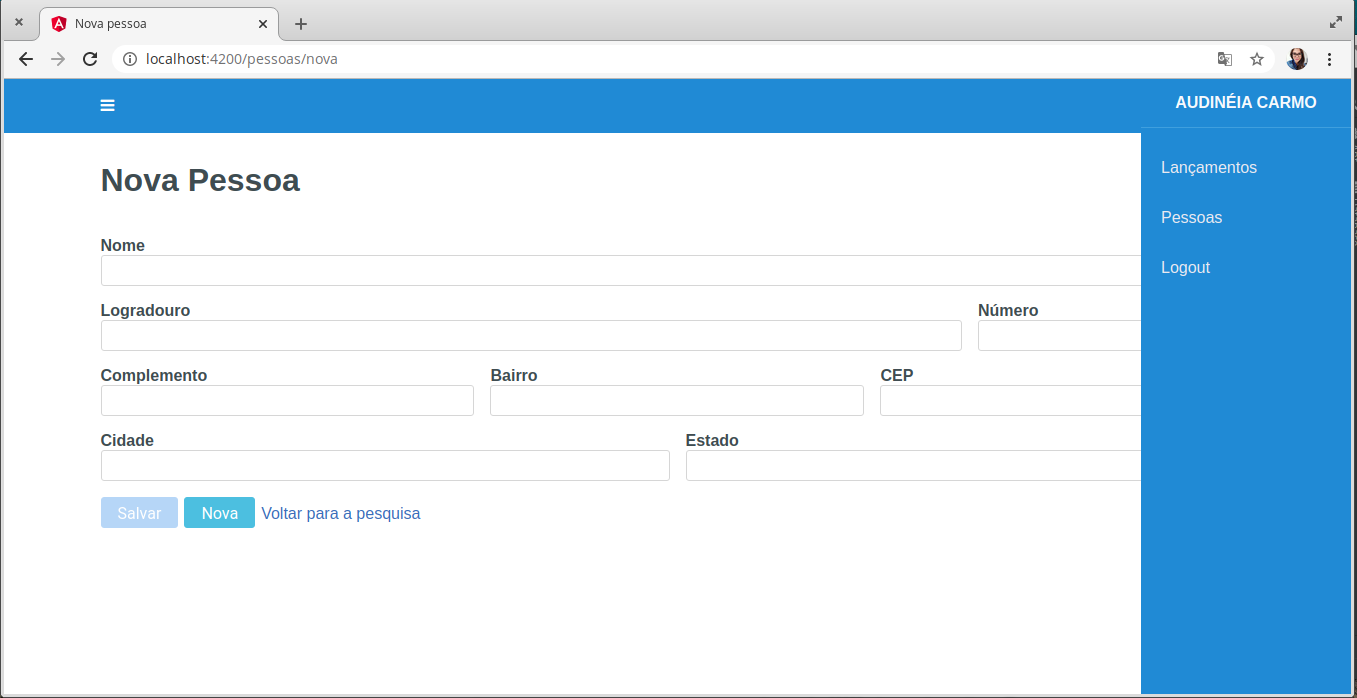 Nova pessoa
localhost:4200/pessoas/nova
AUDINÉIA CARMO
Lançamentos
Pessoas
Logout
Nova Pessoa
Nome
Logradouro Número
Complemento Bairro CEP
Cidade Estado
Salvar Nova Voltar para a pesquisa